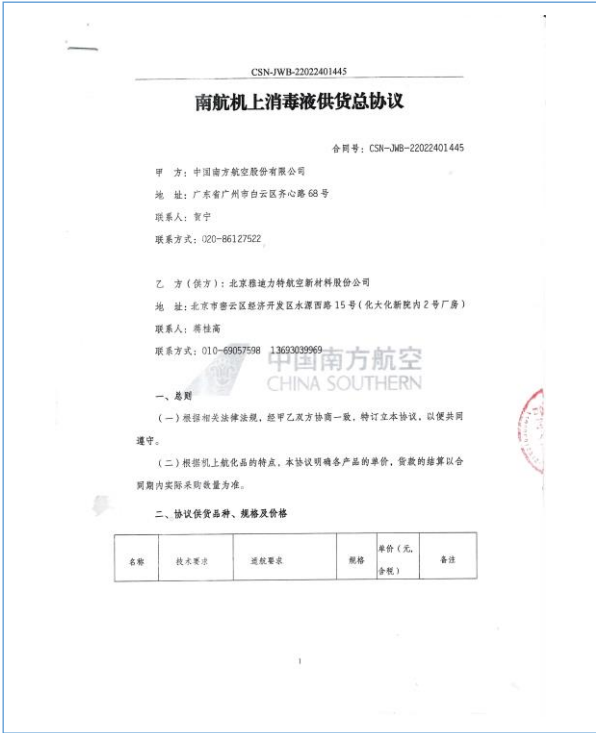 CSN-JWB-22022401445
南航机上消毒液供货总协议
合同号：CSN-JWB-22022401445
甲 方：中国南方航空股份有限公司
地 址：广东省广州市白云区齐心路 68 号
联系人：贺宁
联系方式：020-86127522
乙 方（供方）：北京雅迪力特航空新材料股份公司
地 址：北京市密云区经济开发区水源西路 15 号（化大化新院内 2 号厂房）
联系人：蒋桂高
联系方式：010-69057598 13693039969
中国南方航空
CHINA SOUTHERN
一、总则
（一）根据相关法律法规，经甲乙双方协商一致，特订立本协议，以便共同
遵守。
（二）根据机上航化品的特点，本协议明确各产品的单价，货款的结算以合
同期内实际采购数量为准。
二、协议供货品种、规格及价格
名称 技术要求 适航要求 规格 单价（元， 备注
含税）
1